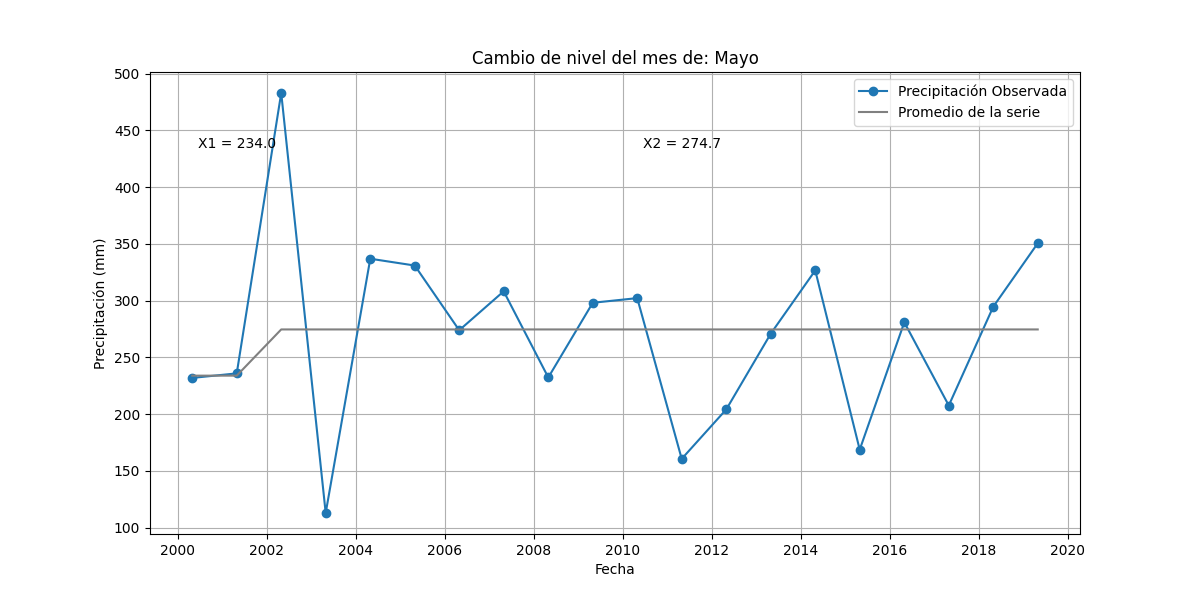 Cambio de nivel del mes de: Mayo
Precipitación Observada
Promedio de la serie
X1 = 234.0
X2 = 274.7
Precipitación (mm)
500
450
400
350
300
250
200
150
100
2000 2002 2004 2006 2008 2010 2012 2014 2016 2018 2020
Fecha